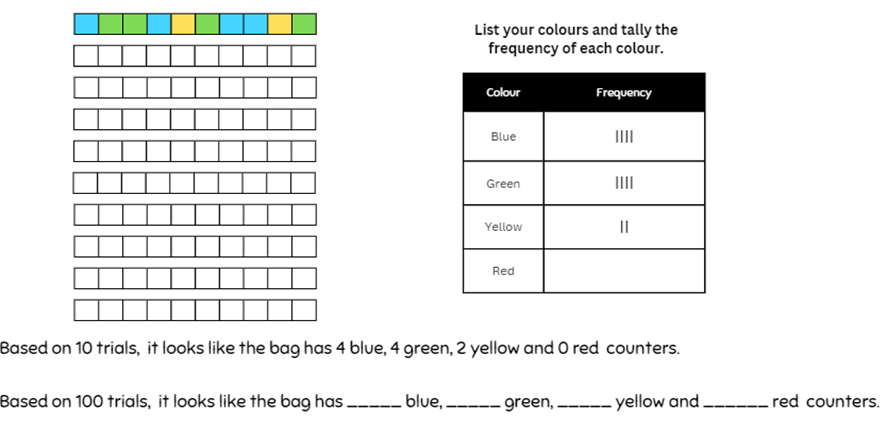 List your colours and tally the
frequency of each colour.
Colour Frequency
Blue ||||
Green ||||
Yellow ||
Red
Based on 10 trials, it looks like the bag has 4 blue, 4 green, 2 yellow and 0 red counters.
Based on 100 trials, it looks like the bag has _____ blue, _____ green, _____ yellow and ______ red counters.